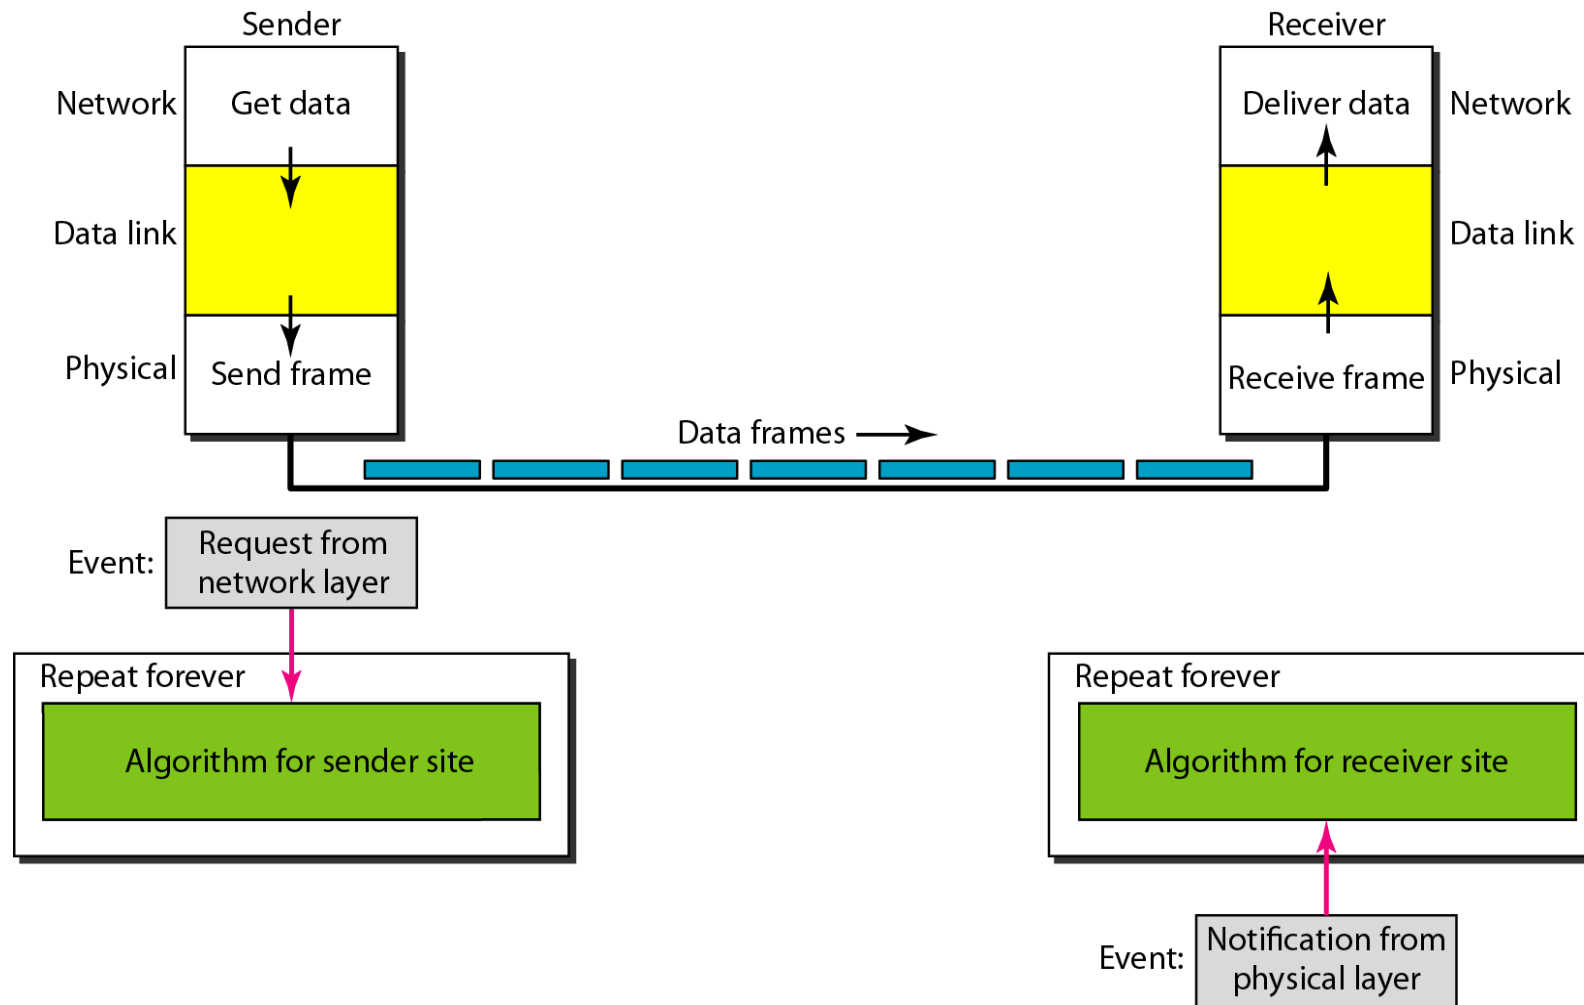 Sender
Receiver
Network
Get data
Deliver data
Network
Data link
Data link
Physical
Send frame
Receive frame
Physical
Data frames
Event:
Request from
network layer
Repeat forever
Algorithm for sender site
Repeat forever
Algorithm for receiver site
Event:
Notification from
physical layer